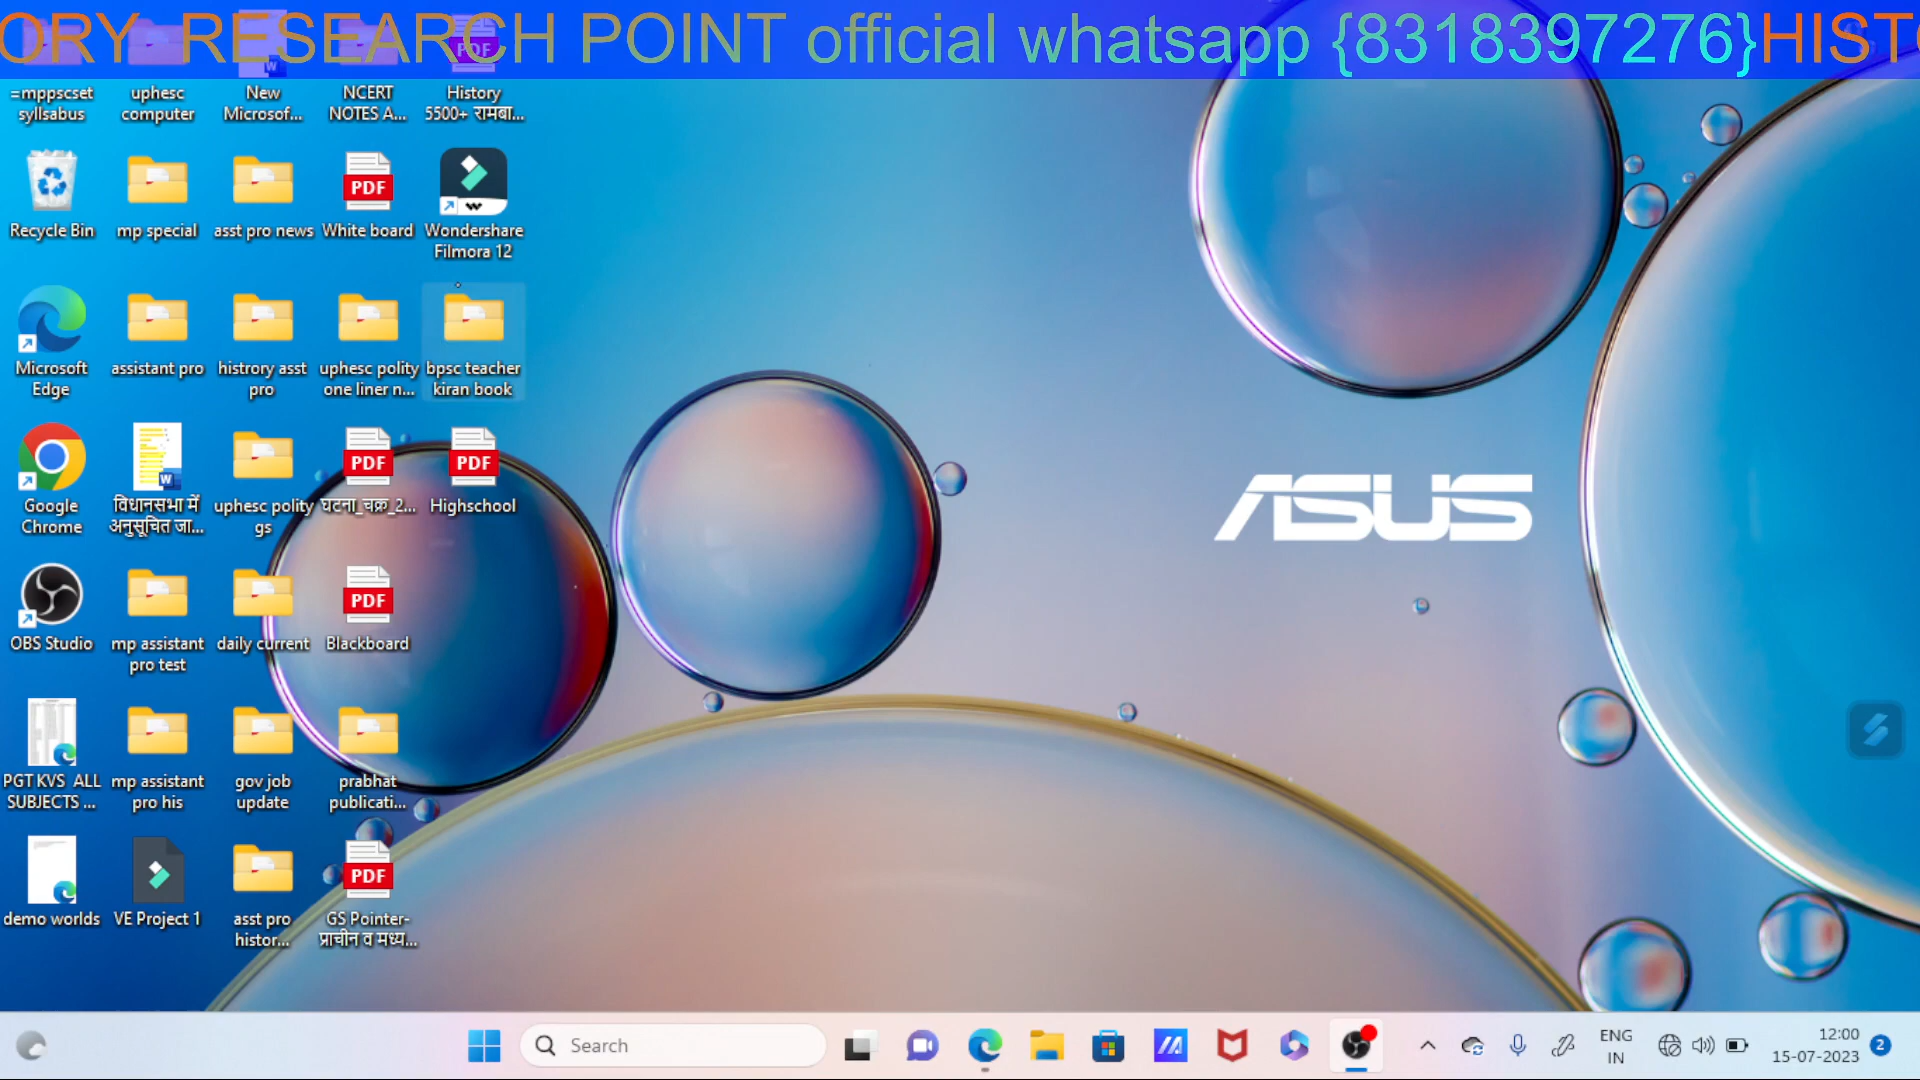 ORY RESEARCH POINT official whatsapp {8318397276}HIST
=mppscset
syllsabus
uphesc
computer
New
Microsof...
NCERT
NOTES A...
PDF
History
5500+ रामबा...
Recycle Bin
mp special
asst pro news
PDF
White board
Wondershare
Filmora 12
Microsoft
Edge
assistant pro
histrory asst
pro
uphesc polity
one liner n...
bpsc teacher
kiran book
Google
Chrome
विधानसभा में
अनुसूचित जा...
uphesc polity
gs
PDF
घटना_चक्र_2...
PDF
Highschool
ASUS
OBS Studio
mp assistant
pro test
daily current
PDF
Blackboard
PGT KVS ALL
SUBJECTS ...
mp assistant
pro his
gov job
update
prabhat
publicati...
demo worlds
VE Project 1
asst pro
histor...
PDF
GS Pointer-
प्राचीन व मध्य...
Search
ENG
IN
12:00
15-07-2023
2